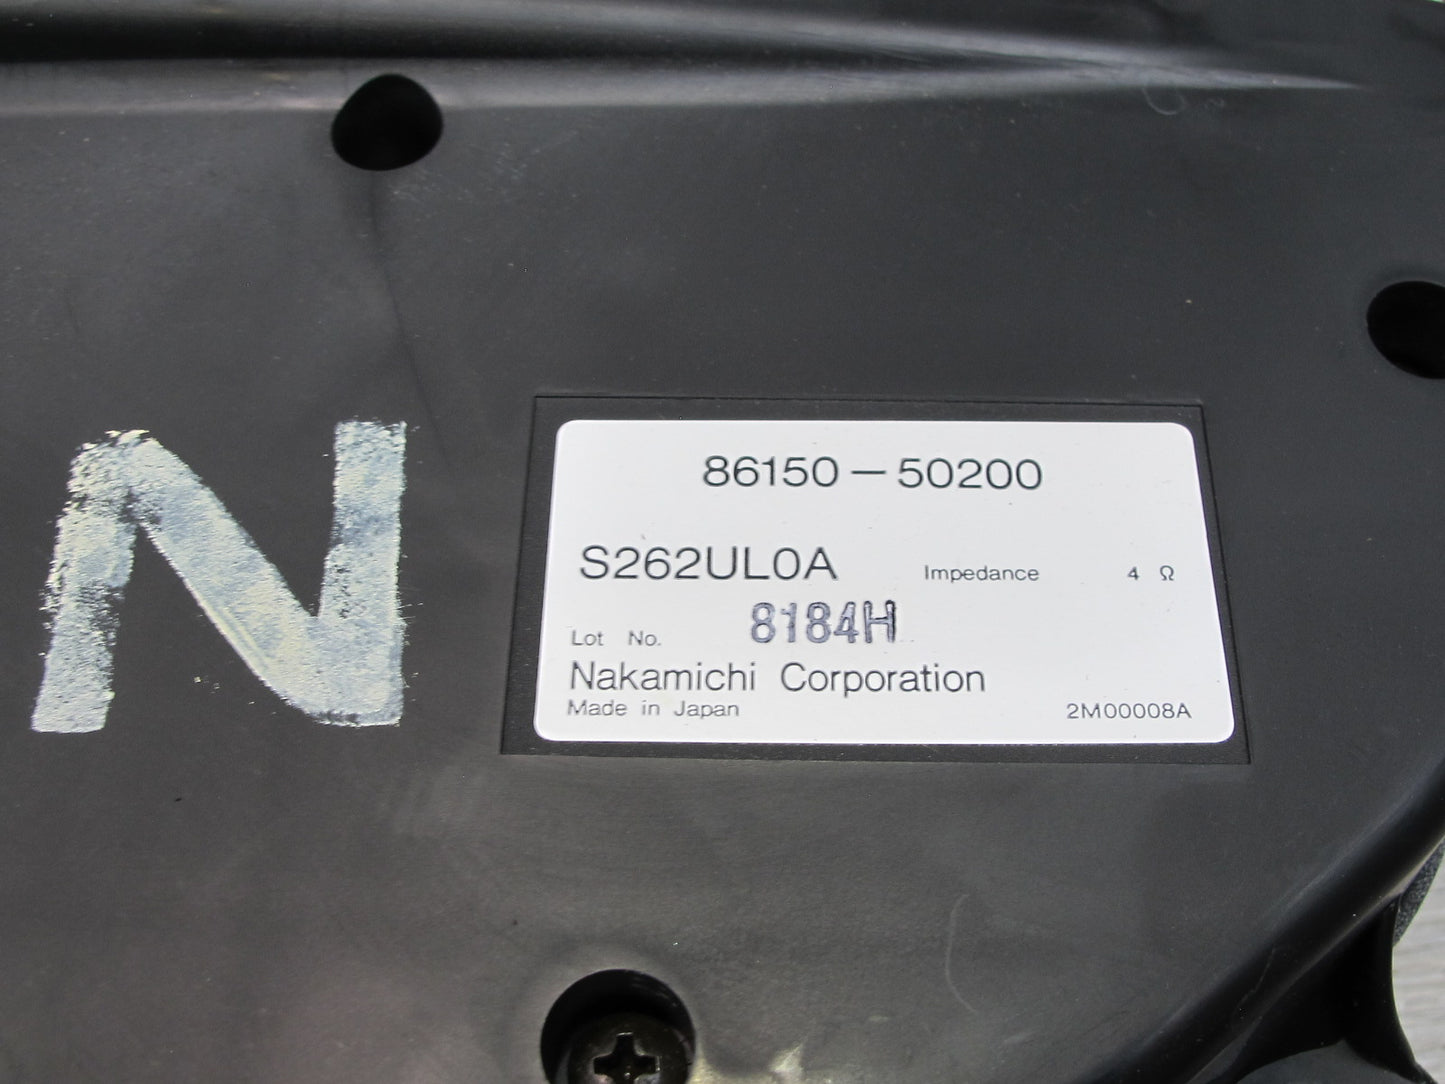 N
86150-50200
S262UL0A Impedance 4 Ω
Lot No. 8184H
Nakamichi Corporation
Made in Japan 2M00008A